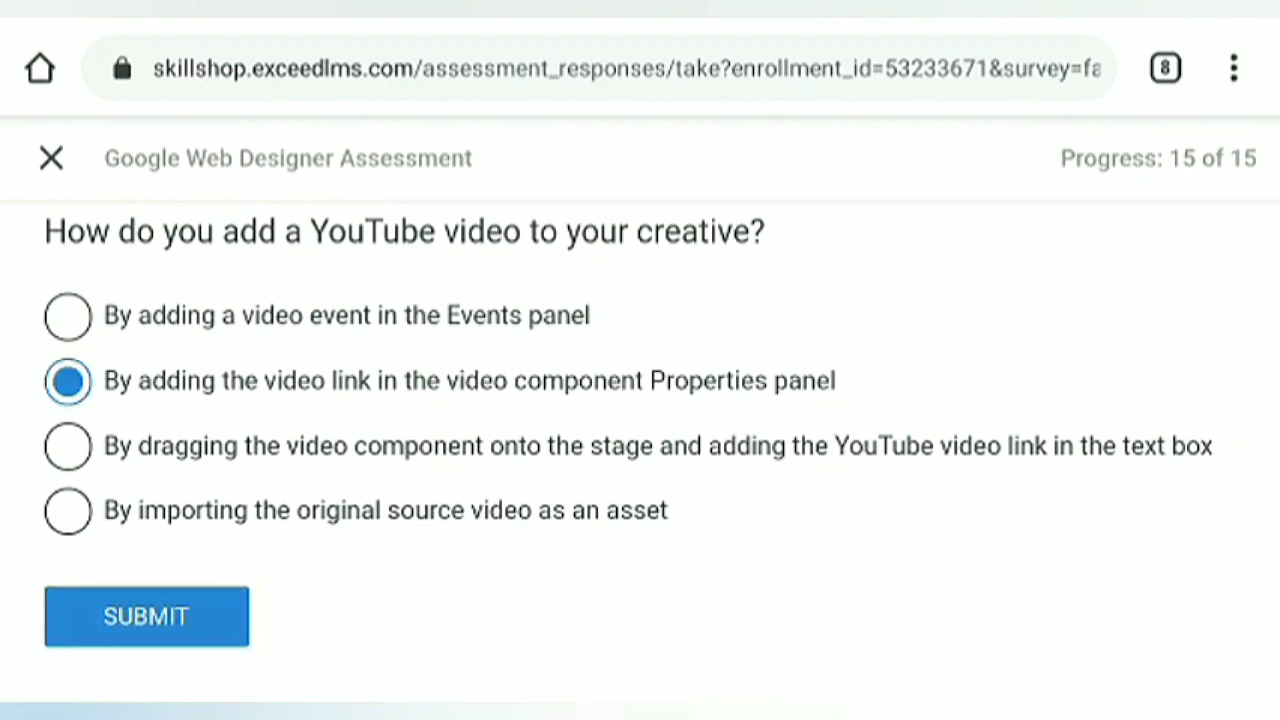 skillshop.exceedlms.com/assessment_responses/take?enrollment_id=53233671&survey=fa
8
Google Web Designer Assessment
Progress: 15 of 15
How do you add a YouTube video to your creative?
By adding a video event in the Events panel
By adding the video link in the video component Properties panel
By dragging the video component onto the stage and adding the YouTube video link in the text box
By importing the original source video as an asset
SUBMIT